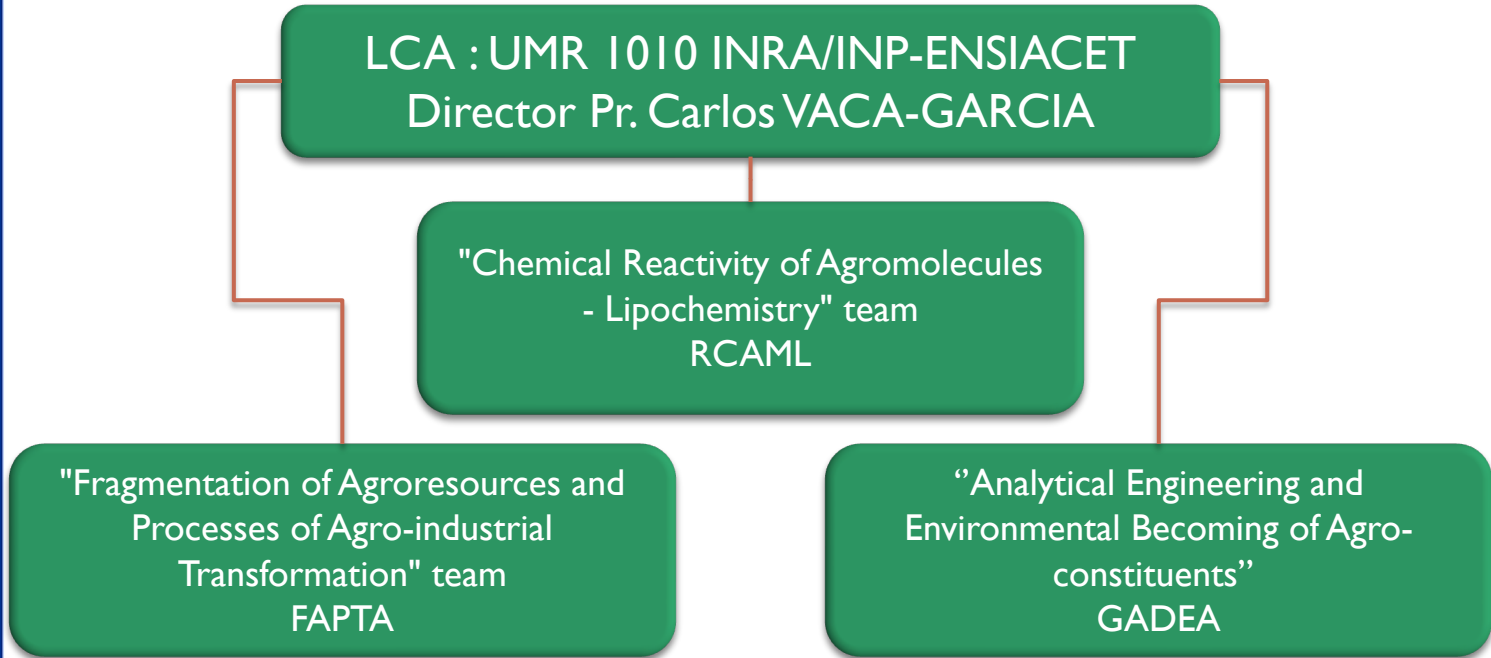 LCA : UMR 1010 INRA/INP-ENSIACET
Director Pr. Carlos VACA-GARCIA
"Chemical Reactivity of Agromolecules
- Lipochemistry" team
RCAML
"Fragmentation of Agroresources and
Processes of Agro-industrial
Transformation" team
FAPTA
‘’Analytical Engineering and
Environmental Becoming of Agro-
constituents’’
GADEA